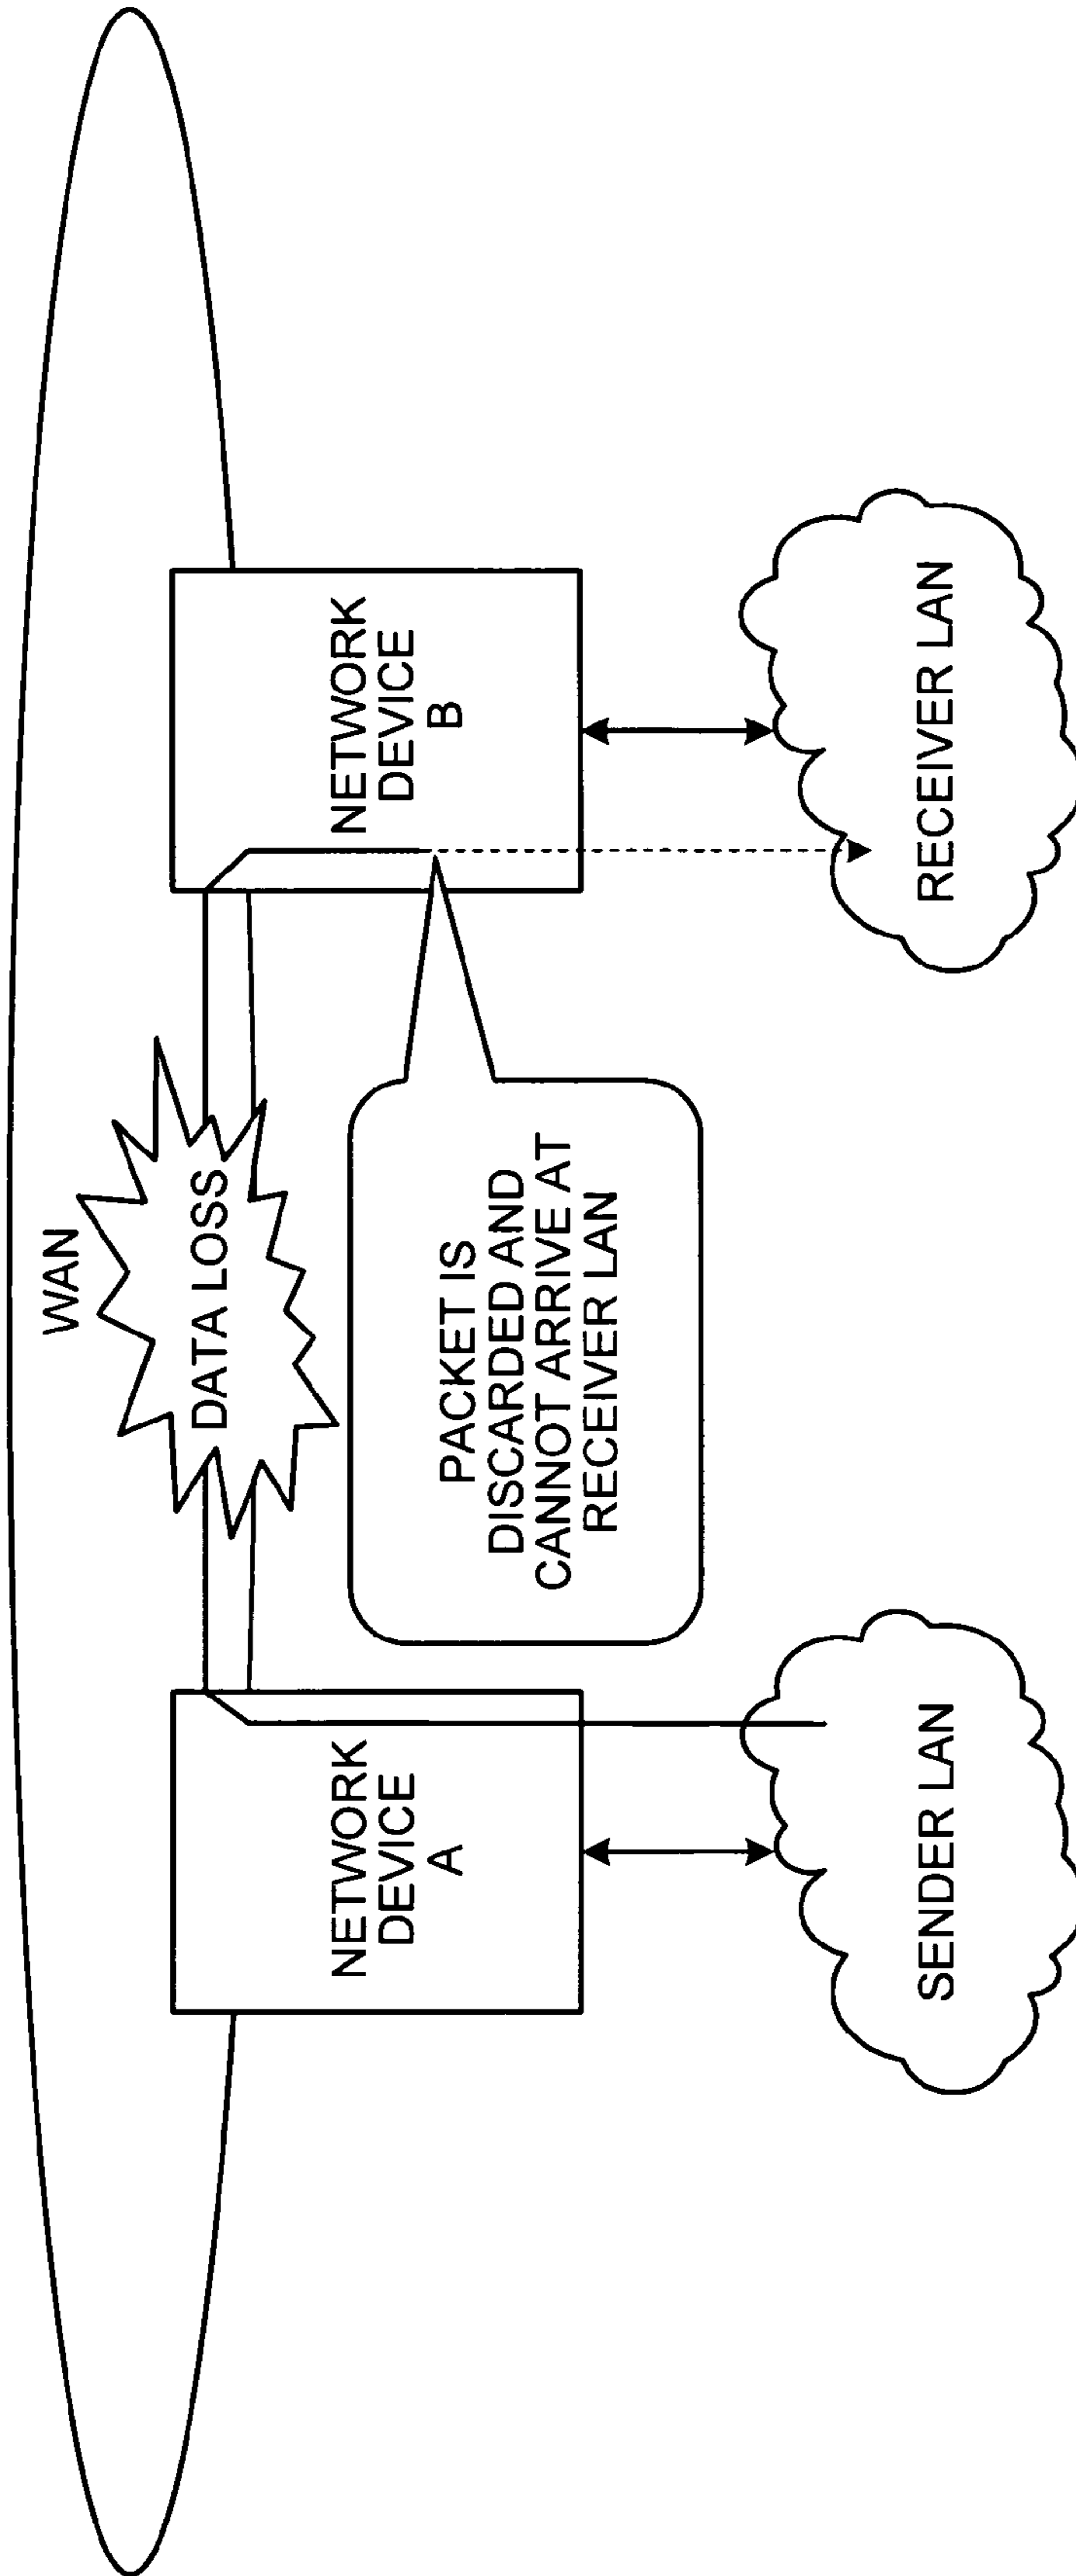 WAN
DATA LOSS
NETWORK
DEVICE
A
NETWORK
DEVICE
B
PACKET IS
DISCARDED AND
CANNOT ARRIVE AT
RECEIVER LAN
SENDER LAN
RECEIVER LAN